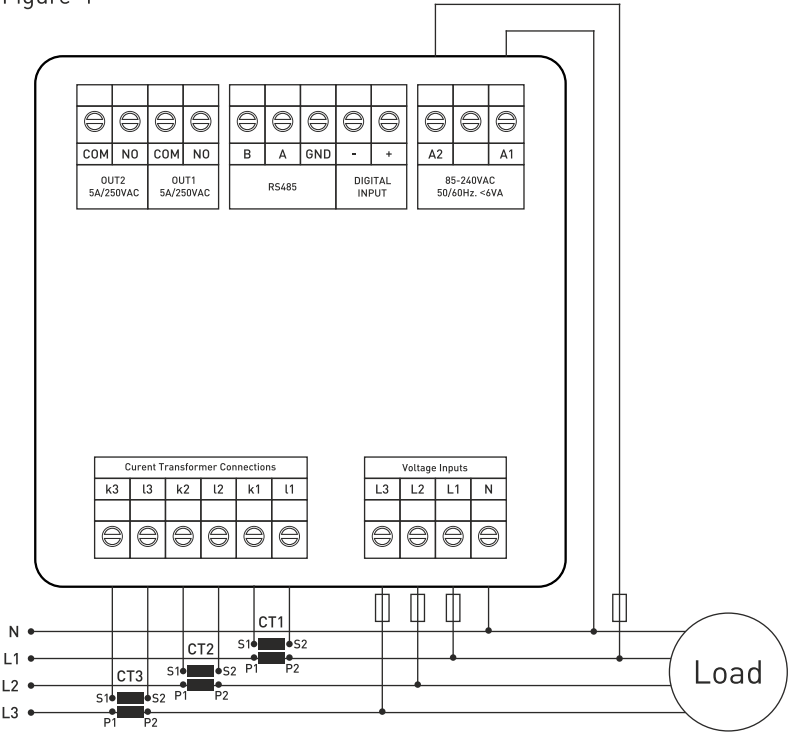 COM NO COM NO B A GND - + A2 A1
OUT2 OUT1 RS485 DIGITAL 85-240VAC
5A/250VAC 5A/250VAC INPUT 50/60Hz. <6VA
Curent Transformer Connections Voltage Inputs
k3 l3 k2 l2 k1 l1 L3 L2 L1 N
CT1
N
S1 S2
CT2
L1
P1 P2
S1 S2
CT3
L2
P1 P2
S1 S2
L3
P1 P2
Load